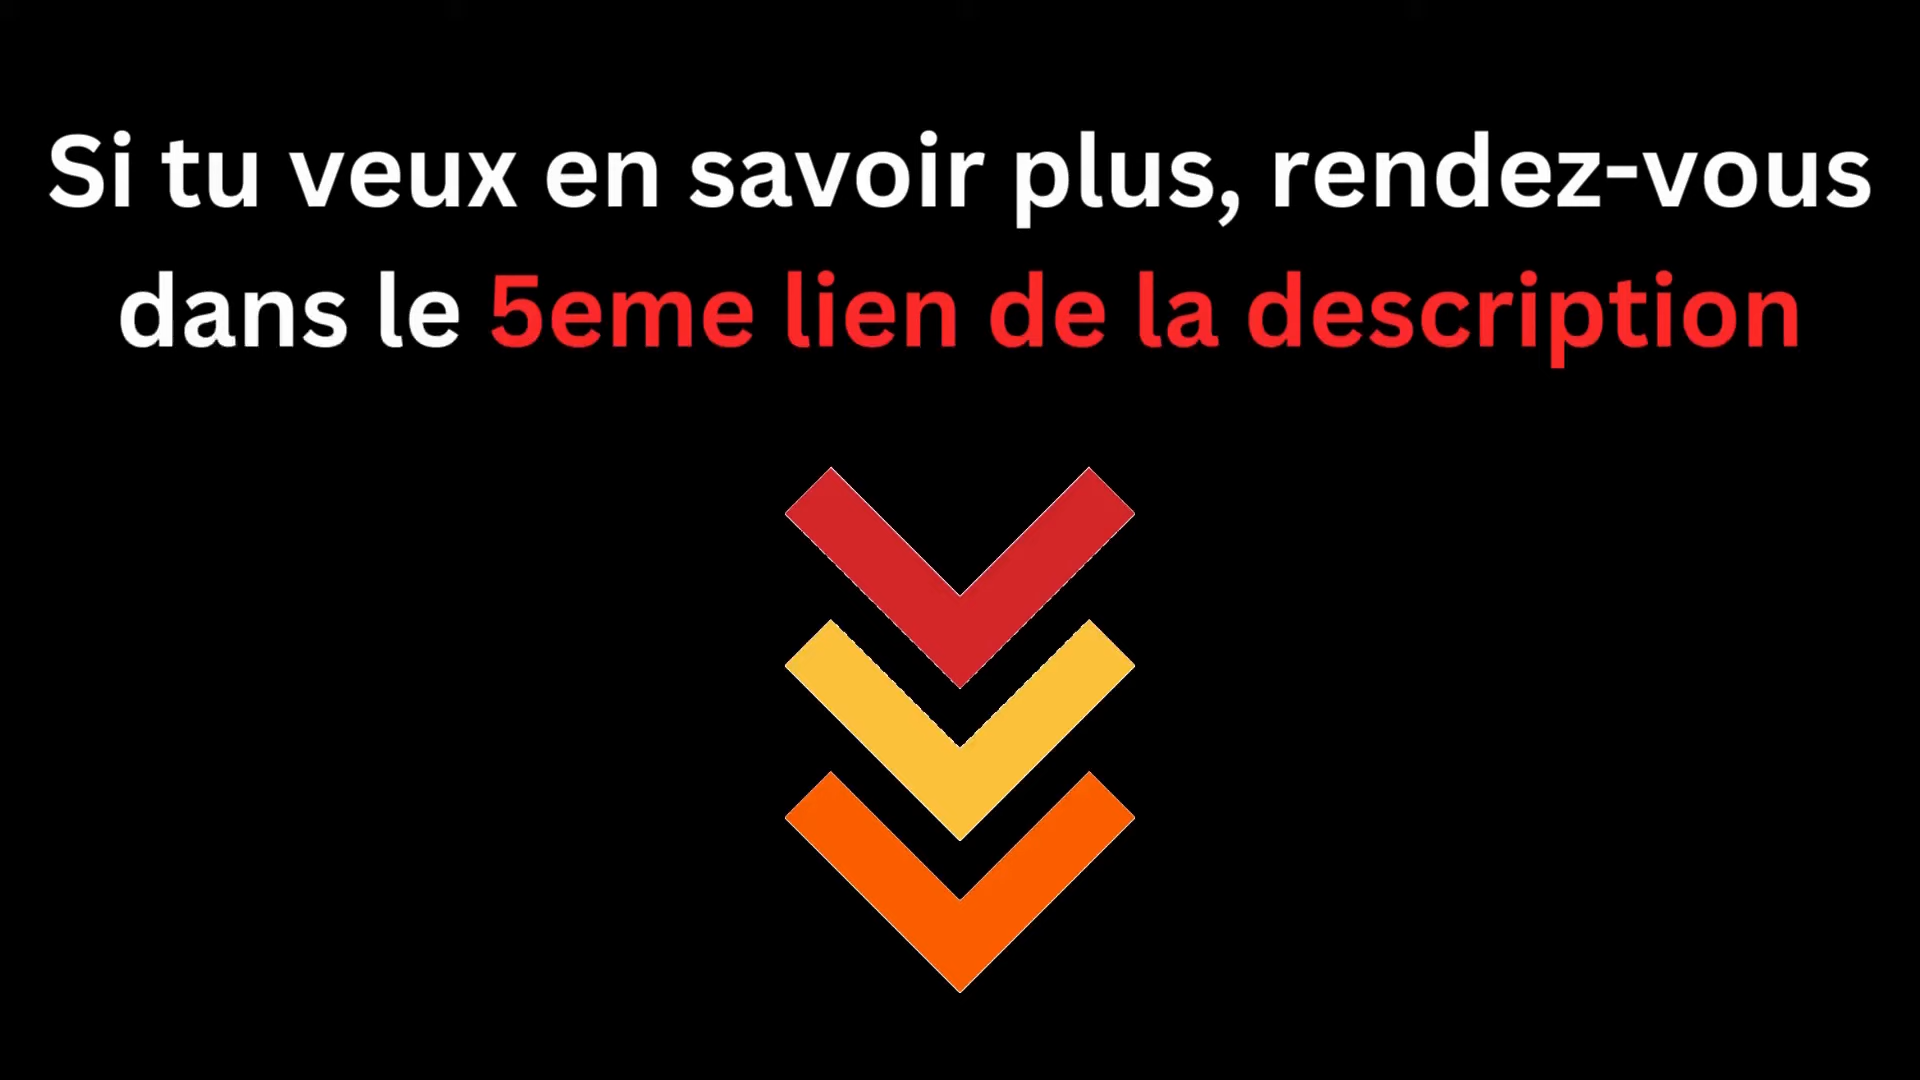 Si tu veux en savoir plus, rendez-vous
dans le 5eme lien de la description